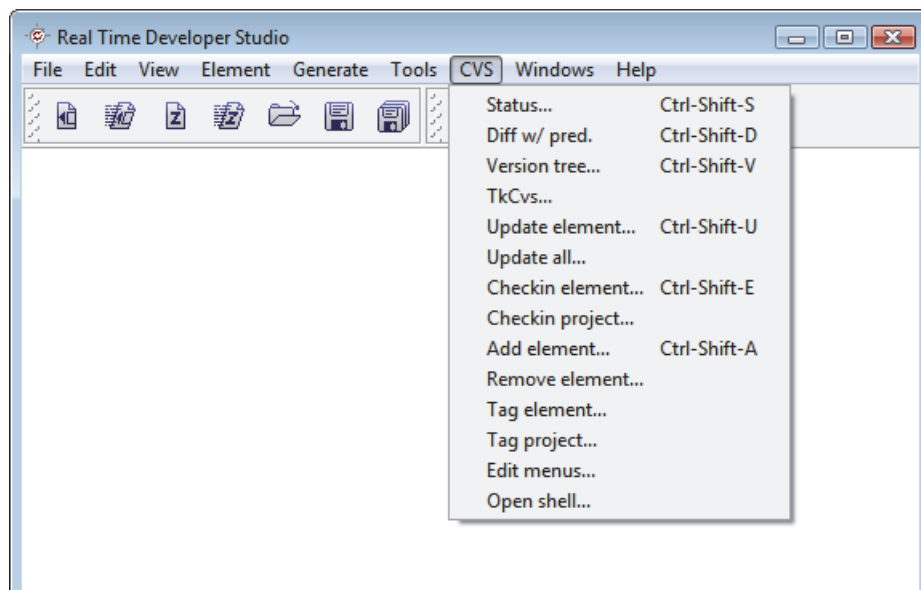 Real Time Developer Studio
File Edit View Element Generate Tools CVS Windows Help
Status... Ctrl-Shift-S
Diff w/ pred. Ctrl-Shift-D
Version tree... Ctrl-Shift-V
TkCvs...
Update element... Ctrl-Shift-U
Update all...
Checkin element... Ctrl-Shift-E
Checkin project...
Add element... Ctrl-Shift-A
Remove element...
Tag element...
Tag project...
Edit menus...
Open shell...